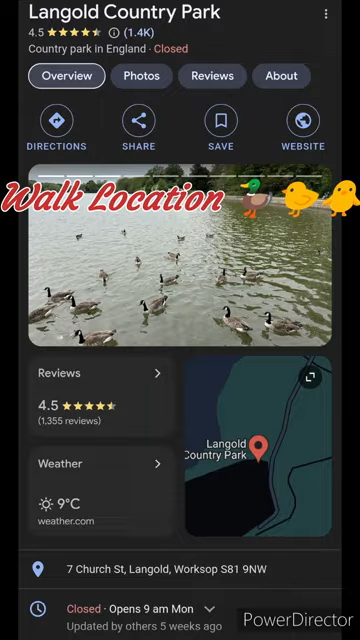 Langold Country Park
4.5 (1.4K)
Country park in England · Closed
Overview Photos Reviews About
DIRECTIONS SHARE SAVE WEBSITE
Walk Location
Reviews
4.5
(1,355 reviews)
Langold
Country Park
Weather
9°C
weather.com
7 Church St, Langold, Worksop S81 9NW
Closed · Opens 9 am Mon
Updated by others 5 weeks ago
PowerDirector